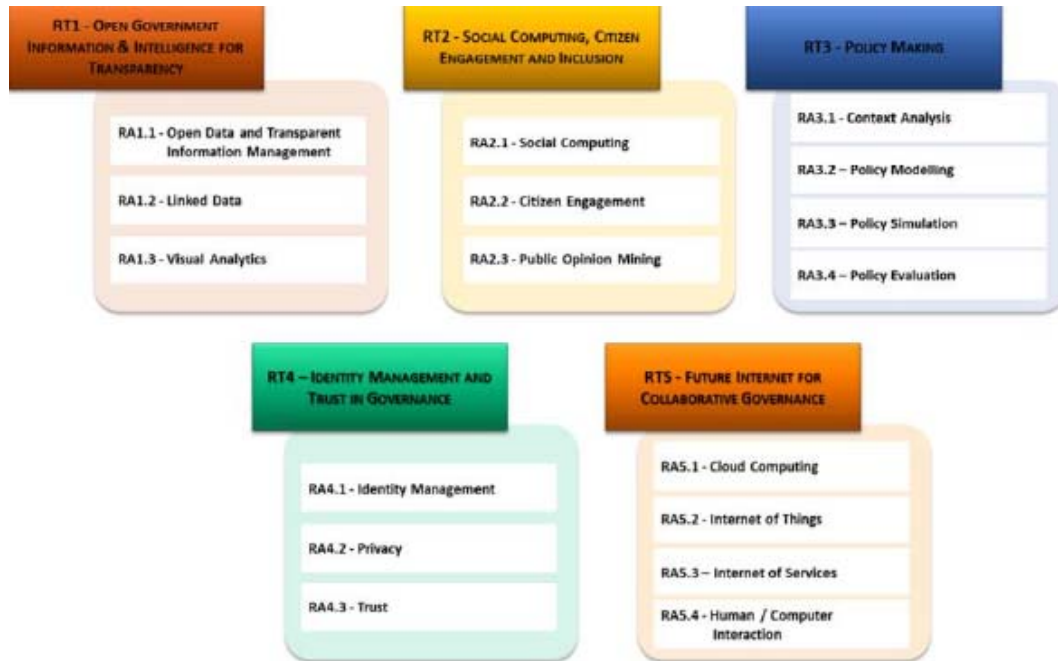 RT1 - OPEN GOVERNMENT
INFORMATION & INTELLIGENCE FOR
TRANSPARENCY
RA1.1 - Open Data and Transparent
Information Management
RA1.2 - Linked Data
RA1.3 - Visual Analytics
RT2 - SOCIAL COMPUTING, CITIZEN
ENGAGEMENT AND INCLUSION
RA2.1 - Social Computing
RA2.2 - Citizen Engagement
RA2.3 - Public Opinion Mining
RT3 - POLICY MAKING
RA3.1 - Context Analysis
RA3.2 – Policy Modelling
RA3.3 – Policy Simulation
RA3.4 – Policy Evaluation
RT4 – IDENTITY MANAGEMENT AND
TRUST IN GOVERNANCE
RA4.1 - Identity Management
RA4.2 - Privacy
RA4.3 - Trust
RT5 - FUTURE INTERNET FOR
COLLABORATIVE GOVERNANCE
RA5.1 - Cloud Computing
RA5.2 - Internet of Things
RA5.3 – Internet of Services
RA5.4 - Human / Computer
Interaction